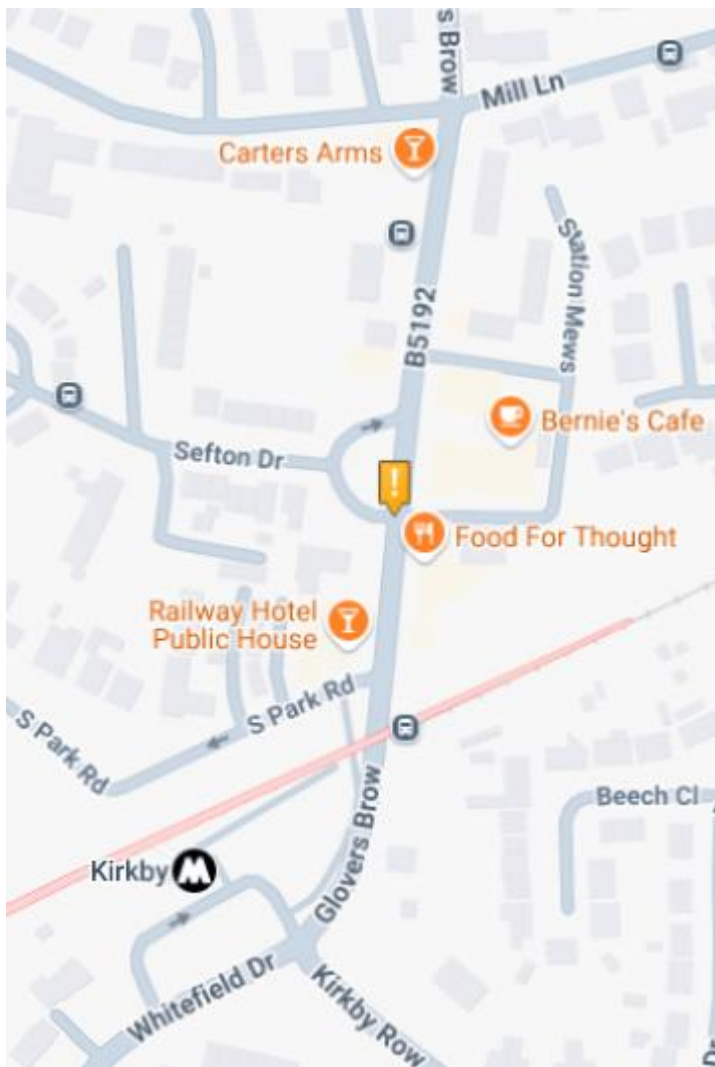 s Brow
Mill Ln
Carters Arms
Station Mews
B5192
Bernie's Cafe
Sefton Dr
!
Food For Thought
Railway Hotel
Public House
S Park Rd
S Park Rd
Beech Cl
Glovers Brow
Kirkby
Whitefield Dr
Kirkby Row
Dr